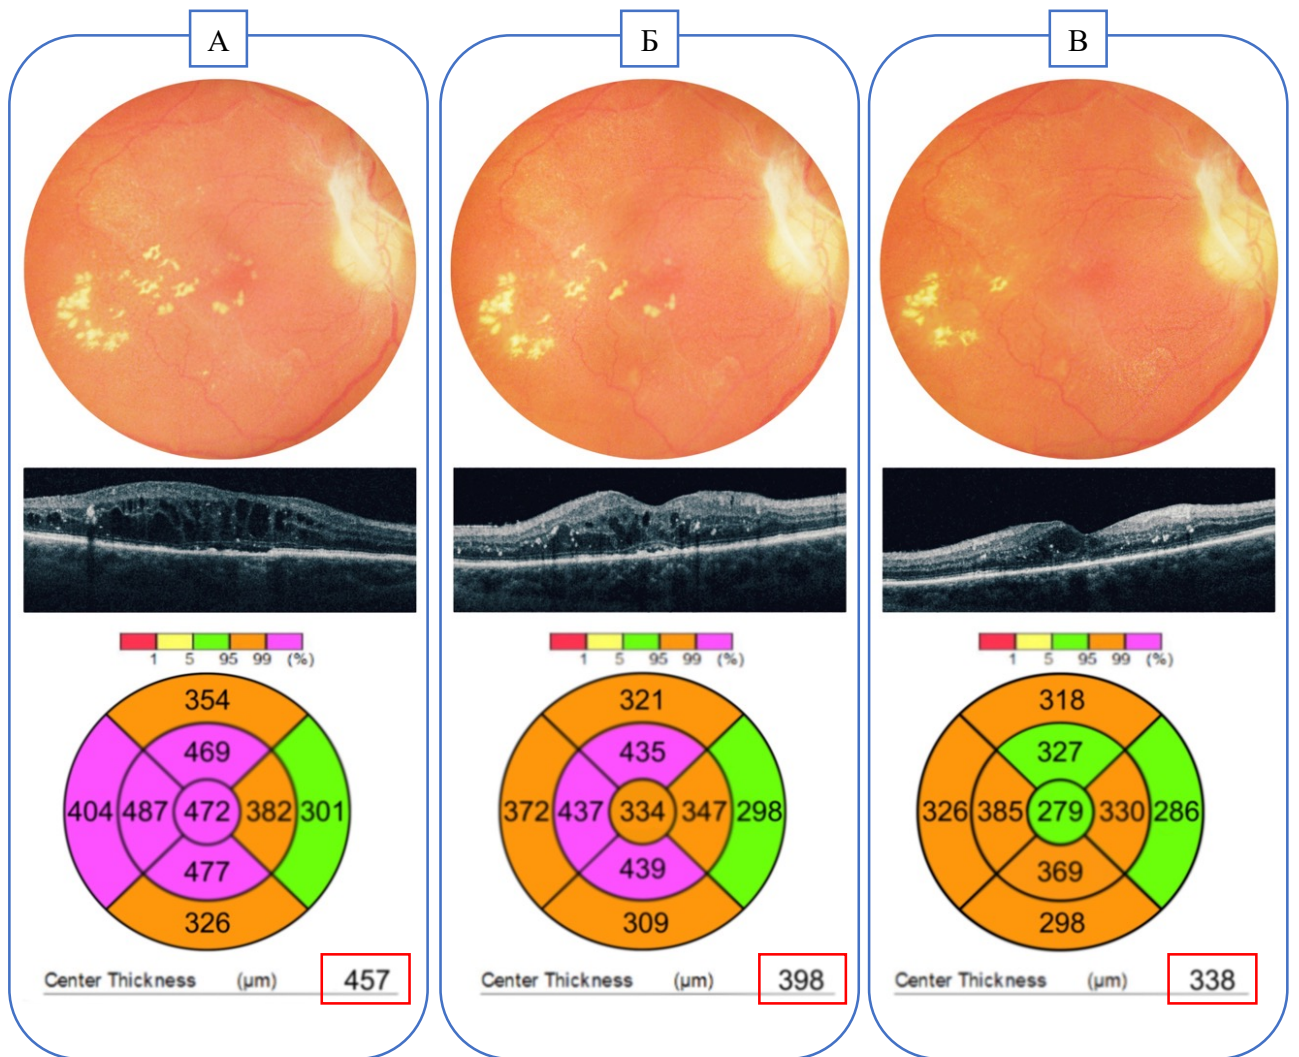 А
1 5 95 99 (%)
354
469
404 487 472 382 301
477
326
Center Thickness (µm) 457
Б
1 5 95 99 (%)
321
435
372 437 334 347 298
439
309
Center Thickness (µm) 398
В
1 5 95 99 (%)
318
327
326 385 279 330 286
369
298
Center Thickness (µm) 338